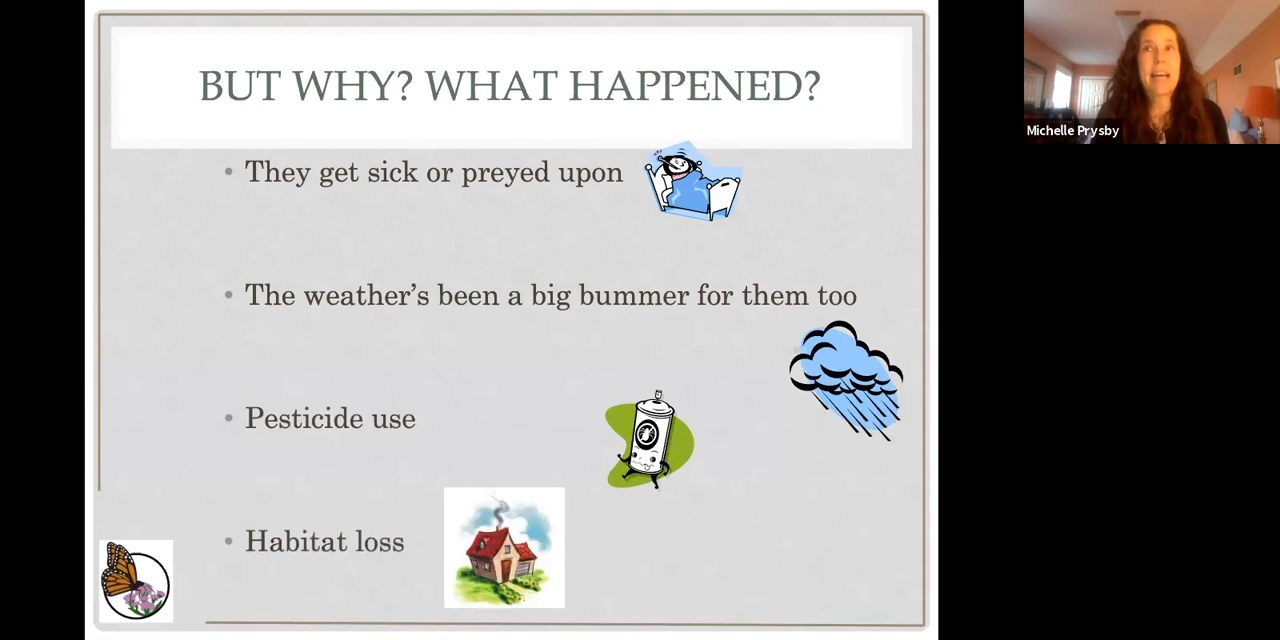 BUT WHY? WHAT HAPPENED?
Michelle Prysby
• They get sick or preyed upon
• The weather’s been a big bummer for them too
• Pesticide use
• Habitat loss